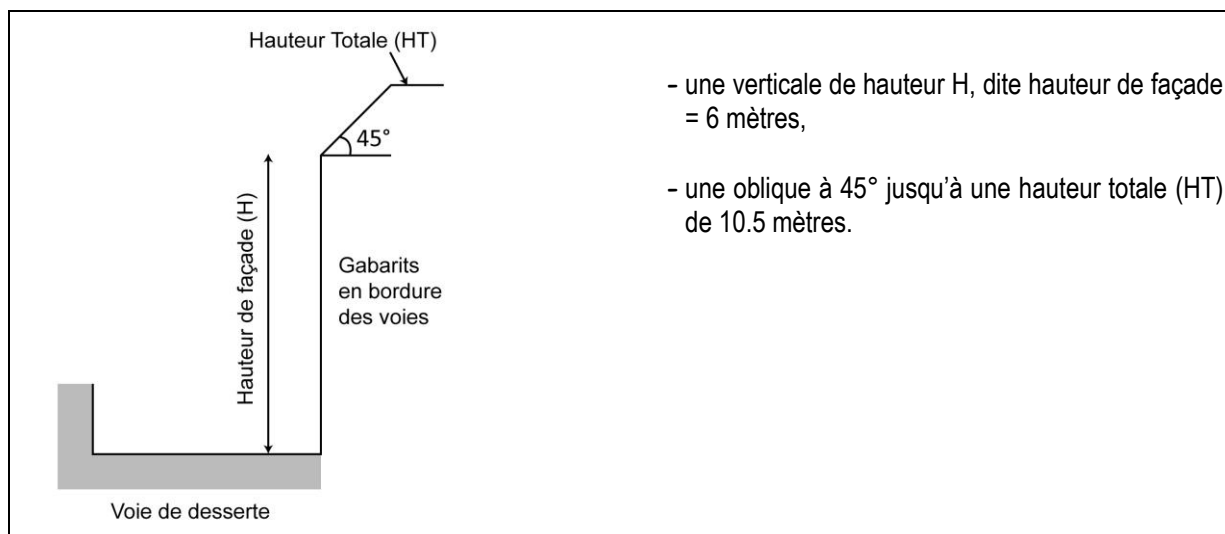 Hauteur Totale (HT)
45°
Hauteur de façade (H)
Gabarits
en bordure
des voies
Voie de desserte
- une verticale de hauteur H, dite hauteur de façade
= 6 mètres,
- une oblique à 45° jusqu'à une hauteur totale (HT)
de 10.5 mètres.